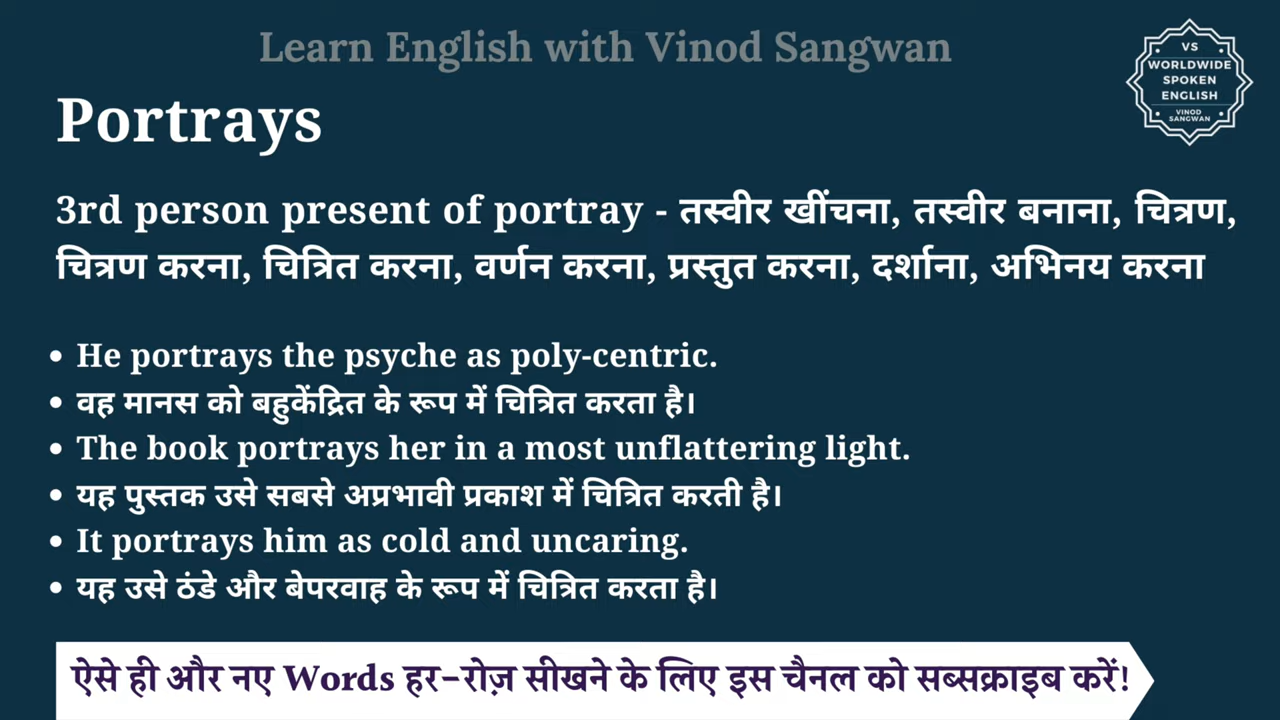 Learn English with Vinod Sangwan
VS
WORLDWIDE
SPOKEN
ENGLISH
VINOD
SANGWAN
Portrays
3rd person present of portray - तस्वीर खींचना, तस्वीर बनाना, चित्रण,
चित्रण करना, चित्रित करना, वर्णन करना, प्रस्तुत करना, दर्शाना, अभिनय करना
• He portrays the psyche as poly-centric.
• वह मानस को बहुकेंद्रित के रूप में चित्रित करता है।
• The book portrays her in a most unflattering light.
• यह पुस्तक उसे सबसे अप्रभावी प्रकाश में चित्रित करती है।
• It portrays him as cold and uncaring.
• यह उसे ठंडे और बेपरवाह के रूप में चित्रित करता है।
ऐसे ही और नए Words हर-रोज़ सीखने के लिए इस चैनल को सब्सक्राइब करें!